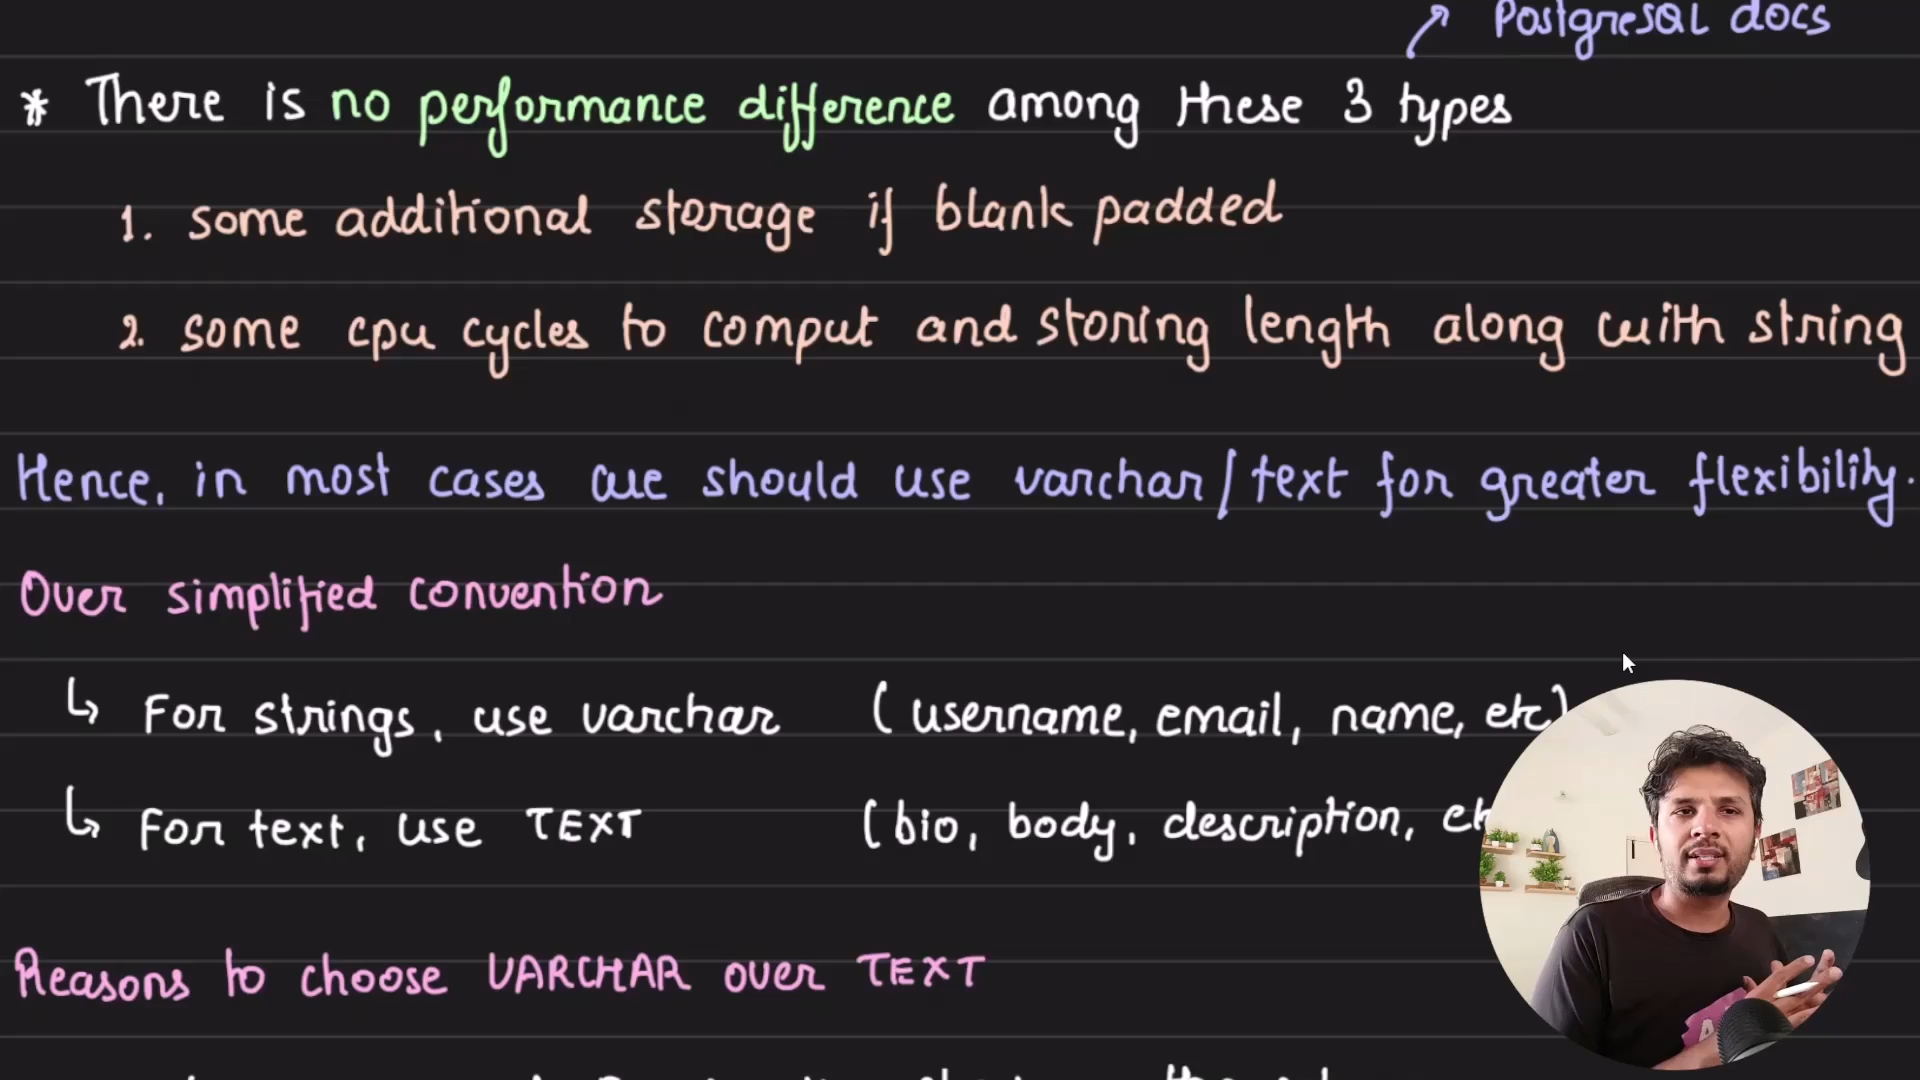 PostgreSQL docs
* There is no performance difference among these 3 types
1. some additional storage if blank padded
2. some cpu cycles to comput and storing length along with string
Hence, in most cases we should use varchar/text for greater flexibility.
Over simplified convention
↳ For strings, use varchar (username, email, name, etc)
↳ For text, use TEXT (bio, body, description,
Reasons to choose VARCHAR over TEXT